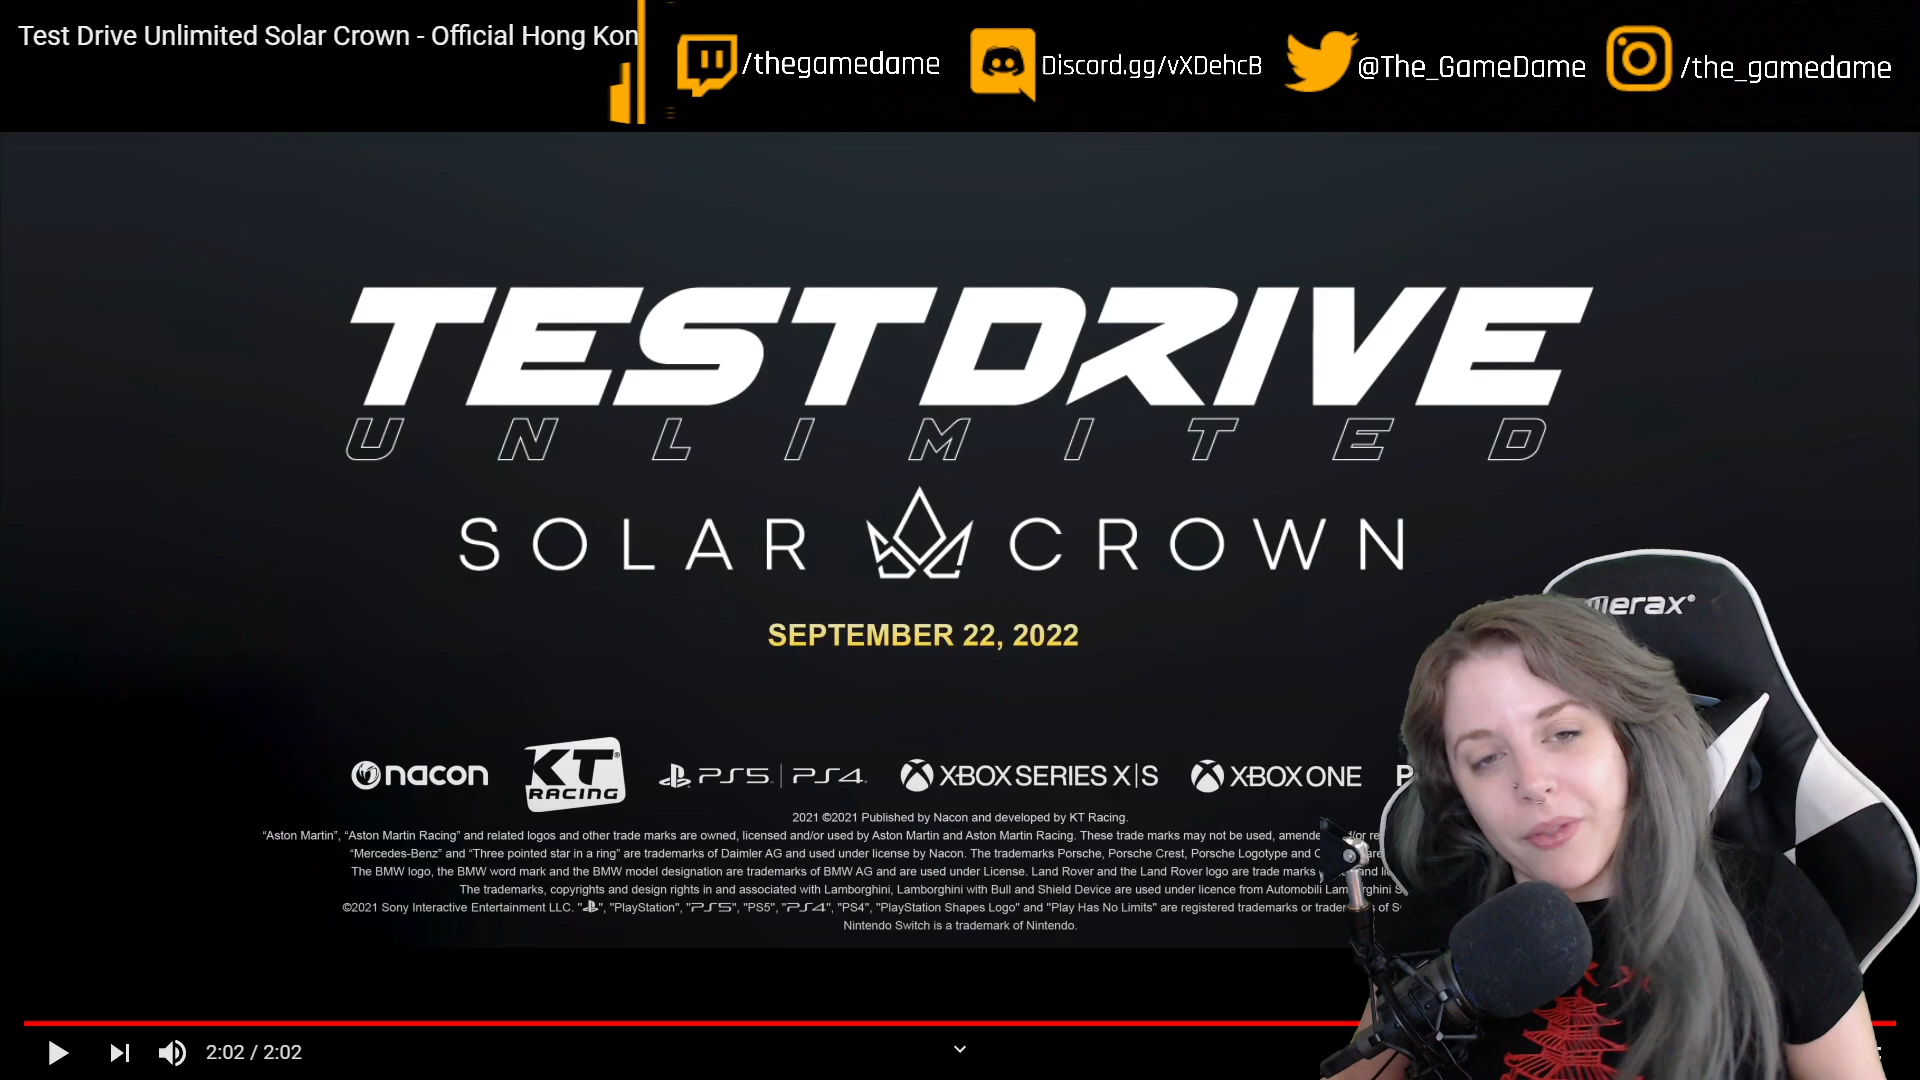 Test Drive Unlimited Solar Crown - Official Hong Kon
/thegamedame
Discord.gg/vXDehcB
@The_GameDame
/the_gamedame
TEST DRIVE
UNLIMITED
SOLAR CROWN
SEPTEMBER 22, 2022
nacon
KT RACING
PS5 | PS4
XBOX SERIES X|S
XBOX ONE
P
2021 ©2021 Published by Nacon and developed by KT Racing.
“Aston Martin”, “Aston Martin Racing” and related logos and other trade marks are owned, licensed and/or used by Aston Martin and Aston Martin Racing. These trade marks may not be used,
“Mercedes-Benz” and “Three pointed star in a ring” are trademarks of Daimler AG and used under license by Nacon. The trademarks Porsche, Porsche Crest, Porsche Logotype and
The BMW logo, the BMW word mark and the BMW model designation are trademarks of BMW AG and are used under License. Land Rover and the Land Rover logo are trade marks
The trademarks, copyrights and design rights in and associated with Lamborghini, Lamborghini with Bull and Shield Device are used under licence from Automobili
©2021 Sony Interactive Entertainment LLC. "", "PlayStation", "PS5", "PS5", "PS4", "PS4", "PlayStation Shapes Logo" and "Play Has No Limits" are registered trademarks or
Nintendo Switch is a trademark of Nintendo.
merax®
2:02 / 2:02